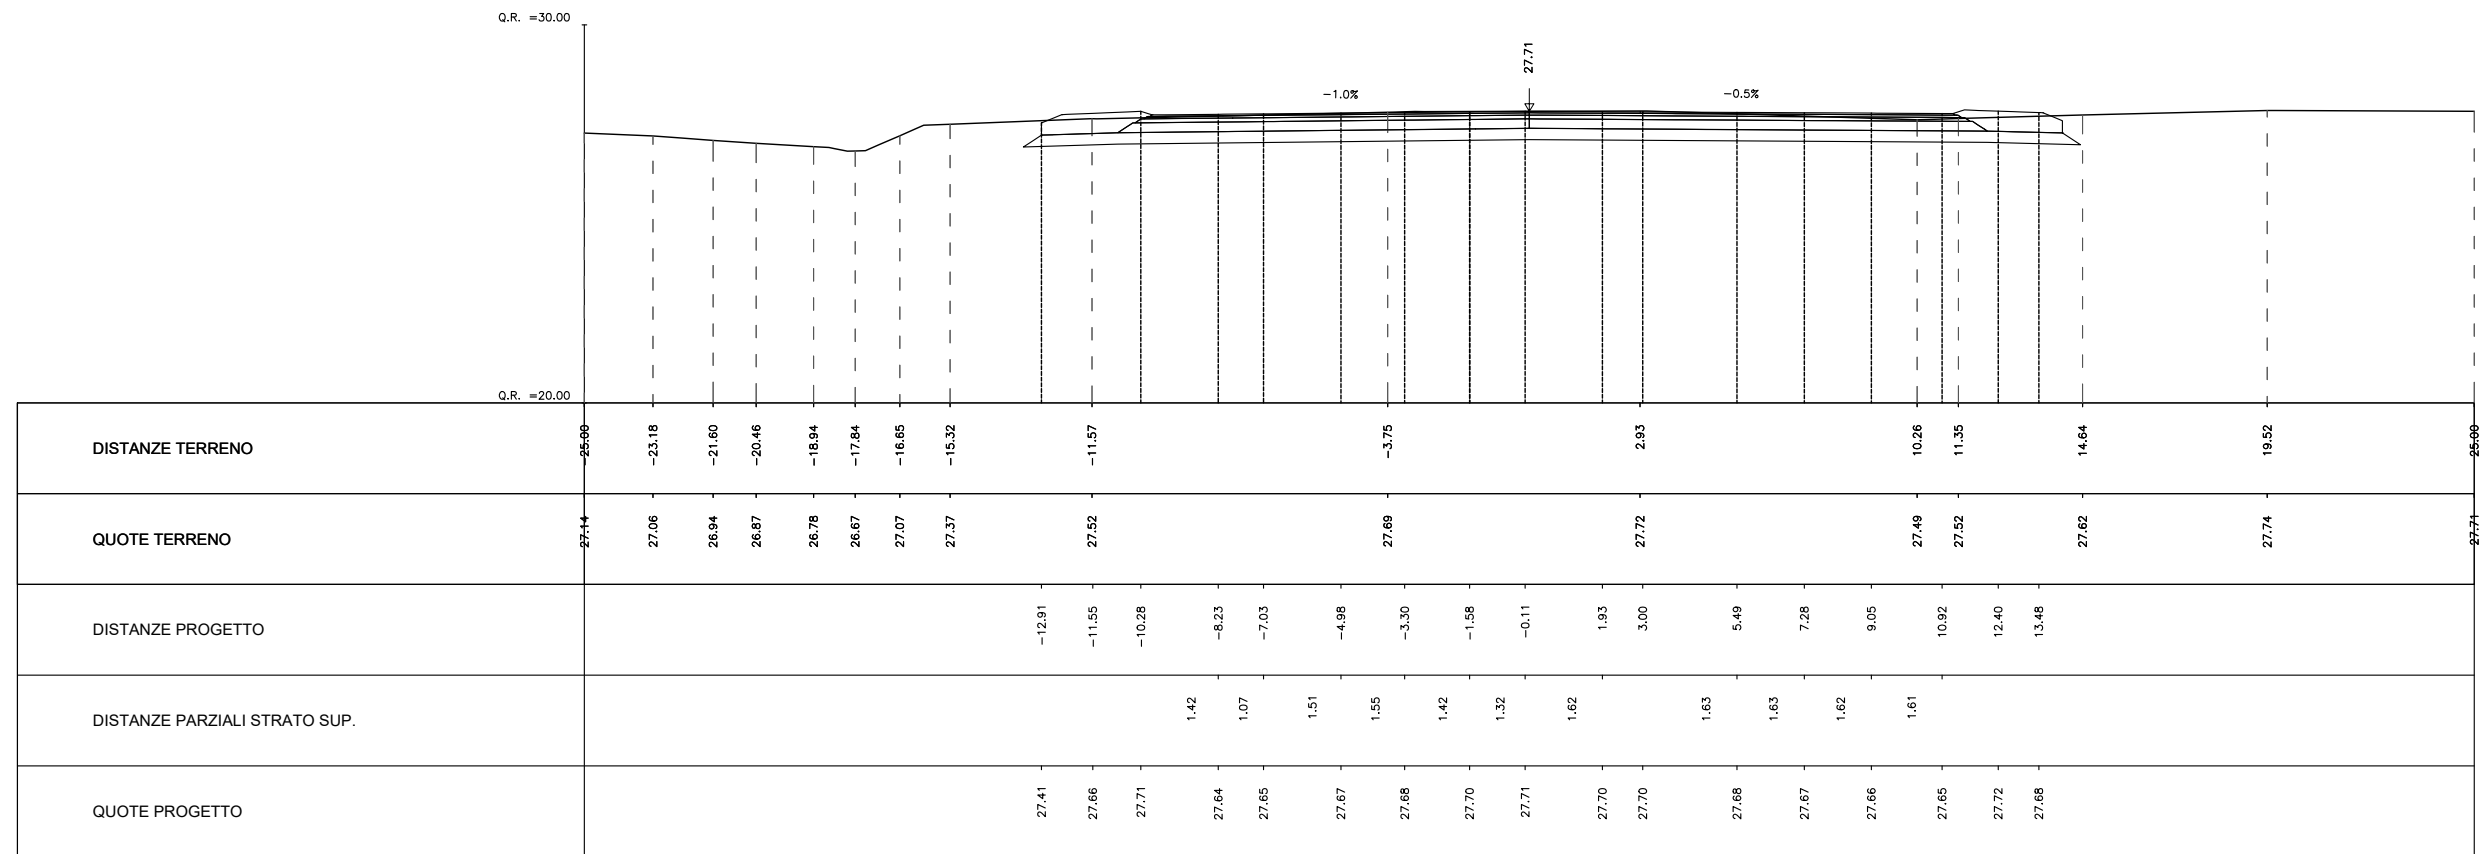 Q.R. =30.00
27.71
-1.0%
-0.5%
Q.R. =20.00
DISTANZE TERRENO -25.00 -23.18 -21.60 -20.46 -18.94 -17.84 -16.65 -15.32 -11.57 -3.75 2.93 10.26 11.35 14.64 19.52 25.00
QUOTE TERRENO 27.14 27.06 26.94 26.87 26.78 26.67 27.07 27.37 27.52 27.69 27.72 27.49 27.52 27.62 27.74 27.71
DISTANZE PROGETTO -12.91 -11.55 -10.28 -8.23 -7.03 -4.98 -3.30 -1.58 -0.11 1.93 3.00 5.49 7.28 9.05 10.92 12.40 13.48
DISTANZE PARZIALI STRATO SUP. 1.42 1.07 1.51 1.55 1.42 1.32 1.62 1.63 1.63 1.62 1.61
QUOTE PROGETTO 27.41 27.66 27.71 27.64 27.65 27.67 27.68 27.70 27.71 27.70 27.70 27.68 27.67 27.66 27.65 27.72 27.68